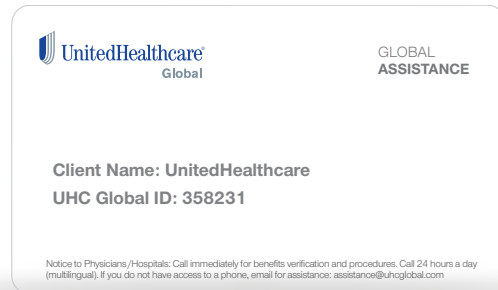 UnitedHealthcare®
Global
GLOBAL
ASSISTANCE
Client Name: UnitedHealthcare
UHC Global ID: 358231
Notice to Physicians/Hospitals: Call immediately for benefits verification and procedures. Call 24 hours a day
(multilingual). If you do not have access to a phone, email for assistance: assistance@uhcglobal.com